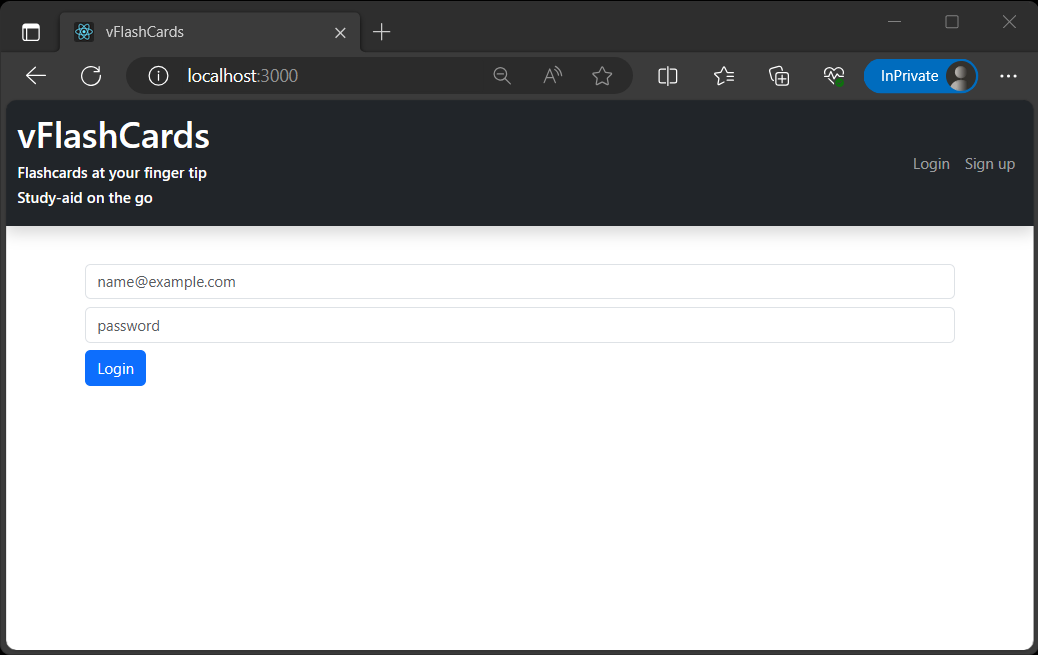 vFlashCards
localhost:3000
InPrivate
vFlashCards
Flashcards at your finger tip
Study-aid on the go
Login Sign up
name@example.com
password
Login